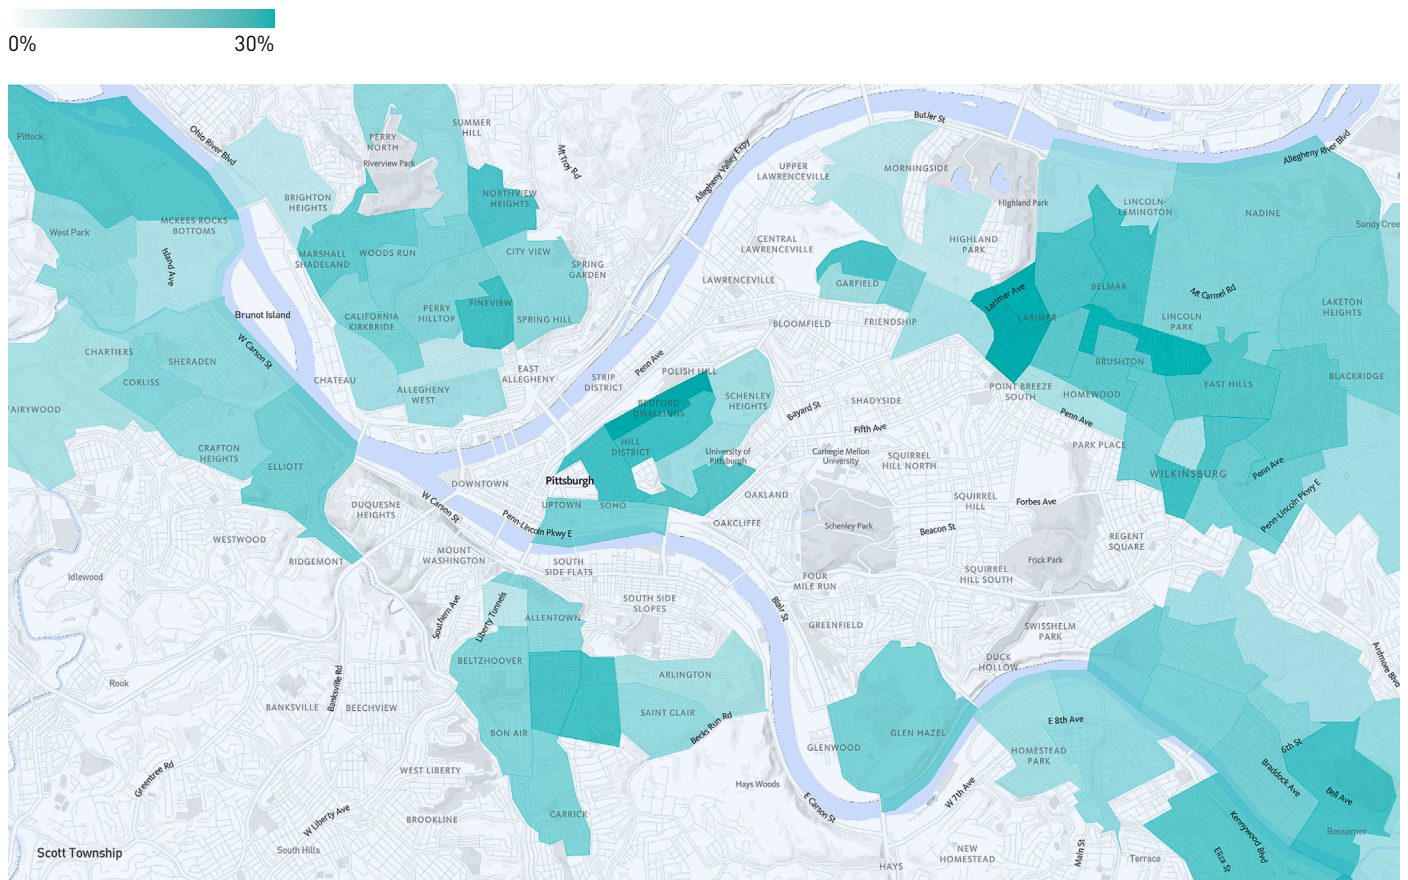 0%
30%
Pittock
Ohio River Blvd
PERRY
NORTH
Riverview Park
SUMMER
HILL
Mt Troy Rd
Allegheny Valley Expy
Butler St
Allegheny River Blvd
UPPER
LAWRENCEVILLE
MORNINGSIDE
BRIGHTON
HEIGHTS
NORTHVIEW
HEIGHTS
Highland Park
LINCOLN-
LEMINGTON
NADINE
Sandy Cree
MCKEES ROCKS
BOTTOMS
West Park
Island Ave
MARSHALL
SHADELAND
WOODS RUN
CITY VIEW
SPRING
GARDEN
CENTRAL
LAWRENCEVILLE
HIGHLAND
PARK
LAWRENCEVILLE
GARFIELD
Larimer Ave
LARIMER
BELMAR
Mt Carmel Rd
LAKETON
HEIGHTS
Brunot Island
CALIFORNIA
KIRKBRIDE
PERRY
HILLTOP
FINEVIEW
SPRING HILL
BLOOMFIELD
FRIENDSHIP
LINCOLN
PARK
W Carson St
CHARTIERS
SHERADEN
CORLISS
CHATEAU
EAST
ALLEGHENY
ALLEGHENY
WEST
STRIP
DISTRICT
Penn Ave
POLISH HILL
BRUSHTON
EAST HILLS
BLACKRIDGE
FAIRYWOOD
BEDFORD
DWELLINGS
SCHENLEY
HEIGHTS
Bayard St
SHADYSIDE
POINT BREEZE
SOUTH
HOMEWOOD
Penn Ave
Fifth Ave
HILL
DISTRICT
University of
Pittsburgh
Carnegie Mellon
University
SQUIRREL
HILL NORTH
PARK PLACE
CRAFTON
HEIGHTS
ELLIOTT
Pittsburgh
DOWNTOWN
WILKINSBURG
Penn Ave
Penn-Lincoln Pkwy E
DUQUESNE
HEIGHTS
W Carson St
UPTOWN
SOHO
OAKLAND
SQUIRREL
HILL
Forbes Ave
Penn-Lincoln Pkwy E
OAKCLIFFE
Schenley Park
Beacon St
WESTWOOD
RIDGEMONT
MOUNT
WASHINGTON
SOUTH
SIDE FLATS
REGENT
SQUARE
Frick Park
Idlewood
FOUR
MILE RUN
SQUIRREL
HILL SOUTH
Southern Ave
Liberty Tunnels
ALLENTOWN
SOUTH SIDE
SLOPES
Blair St
GREENFIELD
SWISSHELM
PARK
BELTZHOOVER
ARLINGTON
DUCK
HOLLOW
Ardmore Blvd
Rook
Banksville Rd
BANKSVILLE
BEECHVIEW
SAINT CLAIR
Becks Run Rd
BON AIR
GLENWOOD
GLEN HAZEL
E 8th Ave
HOMESTEAD
PARK
6th St
Braddock Ave
Bell Ave
Greentree Rd
WEST LIBERTY
Hays Woods
E Carson St
W 7th Ave
W Liberty Ave
BROOKLINE
CARRICK
Kennywood Blvd
Bessemer
Scott Township
South Hills
HAYS
NEW
HOMESTEAD
Main St
Terrace
Eliza St